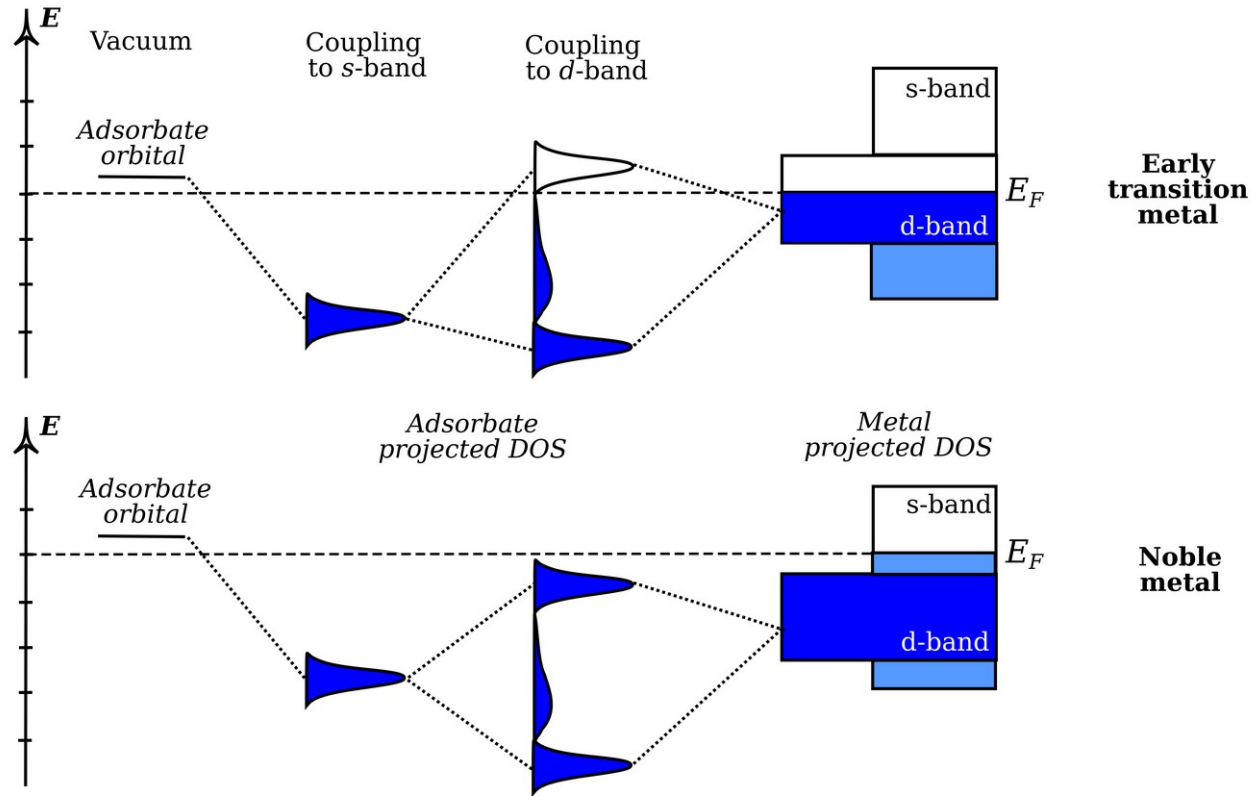 E
Vacuum
Coupling
to s-band
Coupling
to d-band
s-band
Adsorbate
orbital
Early
transition
metal
E_F
d-band
E
Adsorbate
projected DOS
Metal
projected DOS
Adsorbate
orbital
s-band
E_F
Noble
metal
d-band